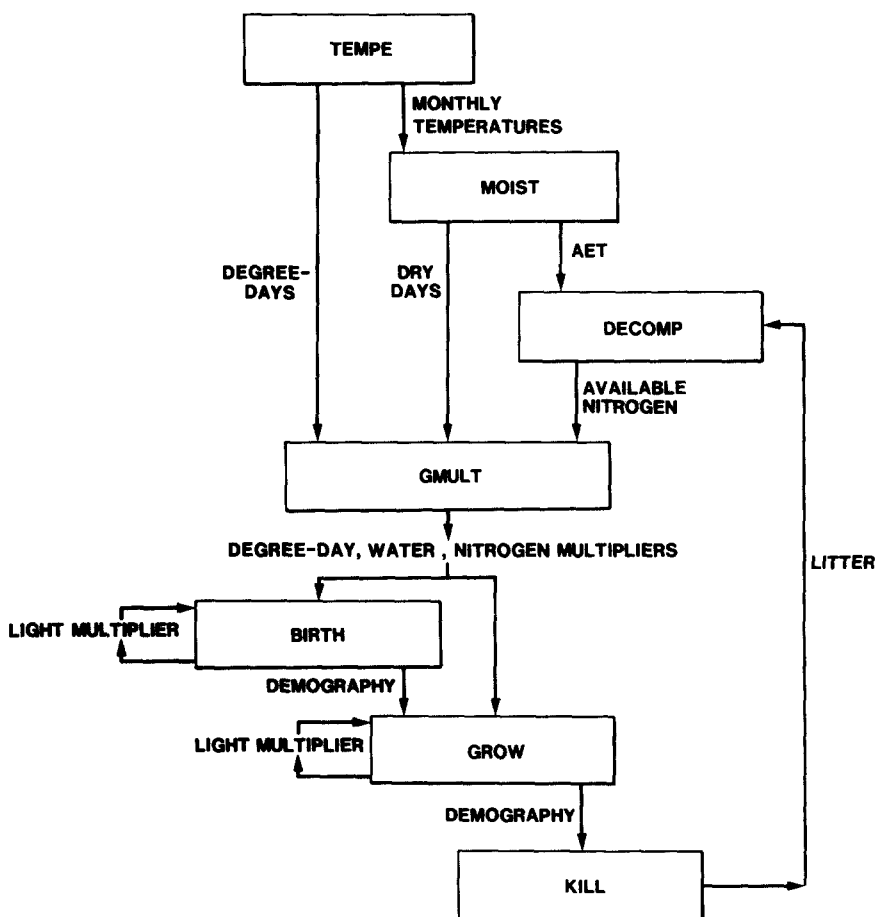 TEMPE
MONTHLY
TEMPERATURES
MOIST
DEGREE-
DAYS
DRY
DAYS
AET
DECOMP
AVAILABLE
NITROGEN
GMULT
DEGREE-DAY, WATER , NITROGEN MULTIPLIERS
LITTER
LIGHT MULTIPLIER
BIRTH
DEMOGRAPHY
LIGHT MULTIPLIER
GROW
DEMOGRAPHY
KILL